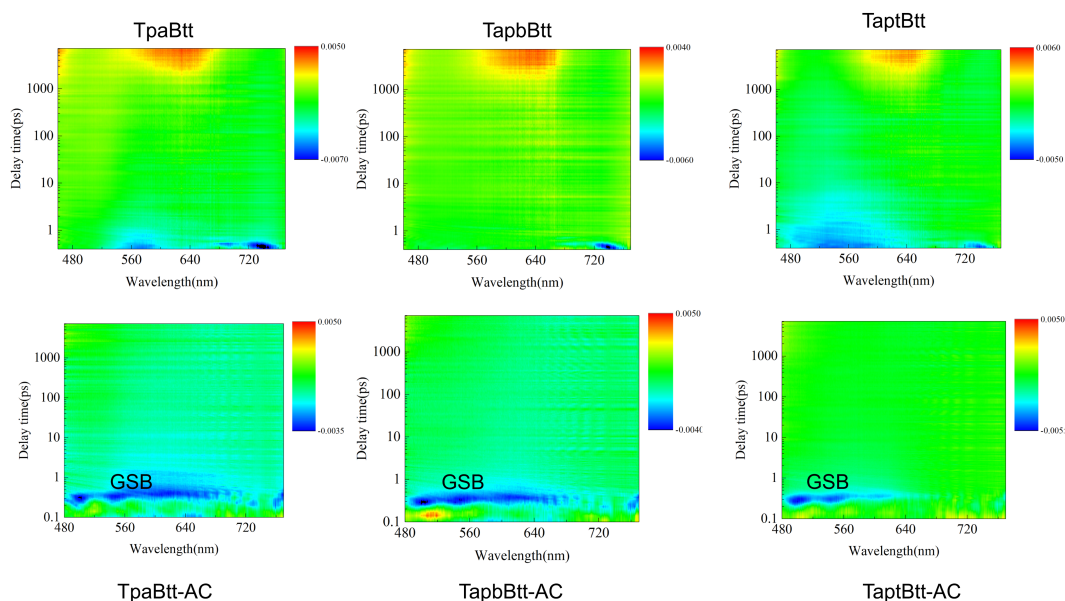 TpaBtt
TapbBtt
TaptBtt
0.0050
-0.0070
0.0040
-0.0060
0.0060
-0.0050
Delay time(ps)
1000
100
10
1
480 560 640 720
Wavelength(nm)
Delay time(ps)
1000
100
10
1
480 560 640 720
Wavelength(nm)
Delay time(ps)
1000
100
10
1
480 560 640 720
Wavelength(nm)
0.0050
-0.0035
0.0050
-0.0040
0.0050
Delay time(ps)
1000
100
10
1
0.1
GSB
480 560 640 720
Wavelength(nm)
Delay time(ps)
1000
100
10
1
0.1
GSB
480 560 640 720
Wavelength(nm)
Delay time(ps)
1000
100
10
1
0.1
GSB
480 560 640 720
Wavelength(nm)
TpaBtt-AC
TapbBtt-AC
TaptBtt-AC